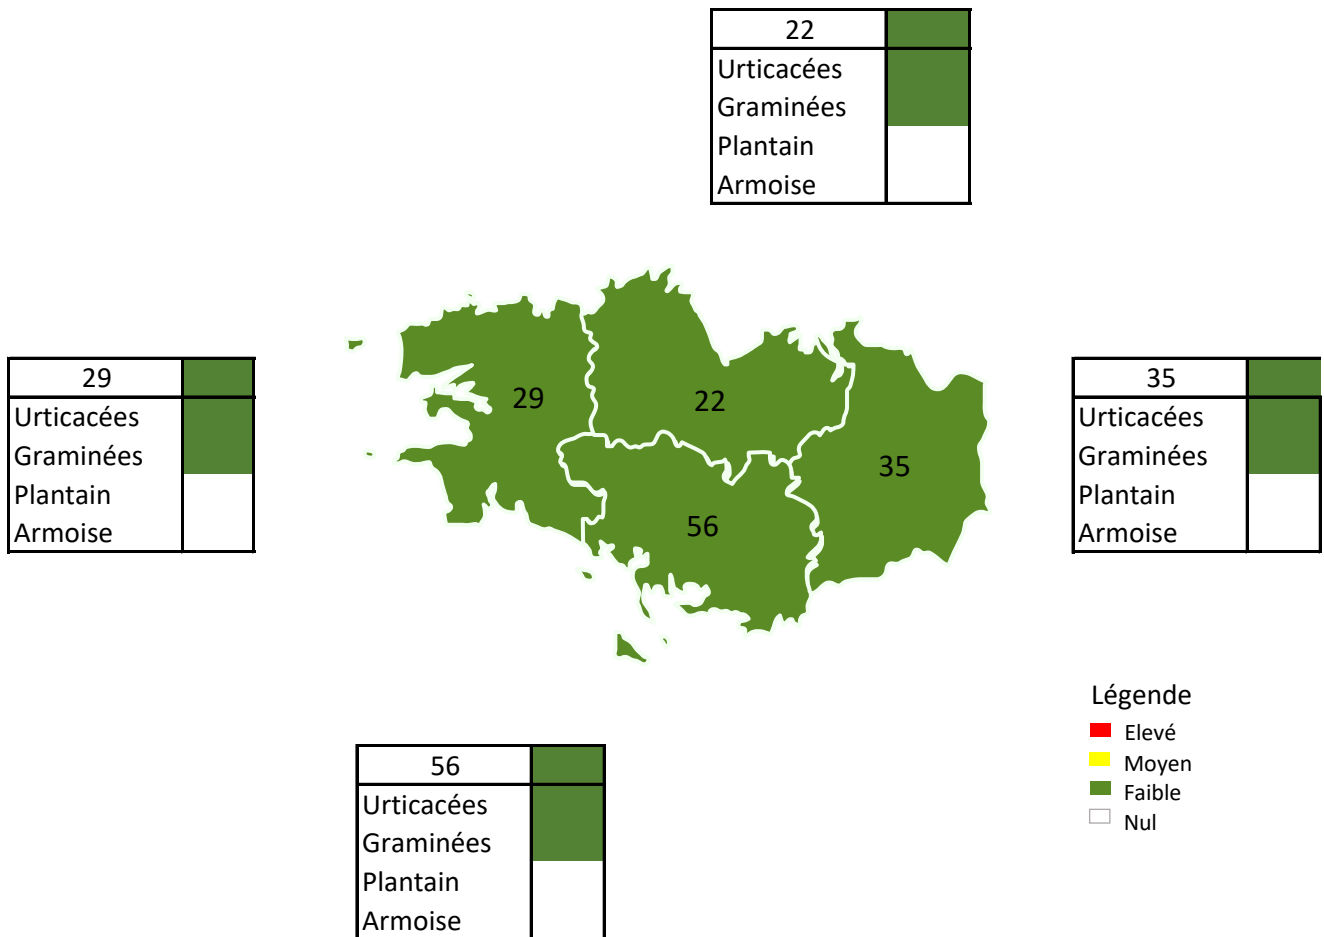 22
Urticacées
Graminées
Plantain
Armoise
29
Urticacées
Graminées
Plantain
Armoise
29
22
35
56
35
Urticacées
Graminées
Plantain
Armoise
56
Urticacées
Graminées
Plantain
Armoise
Légende
Elevé
Moyen
Faible
Nul